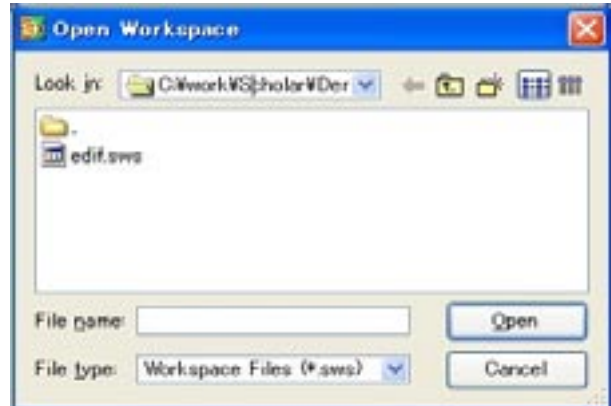 Open Workspace
Look in: C:¥work¥Scholar¥Der
.
edif.sws
File name:
Open
File type: Workspace Files (*.sws)
Cancel